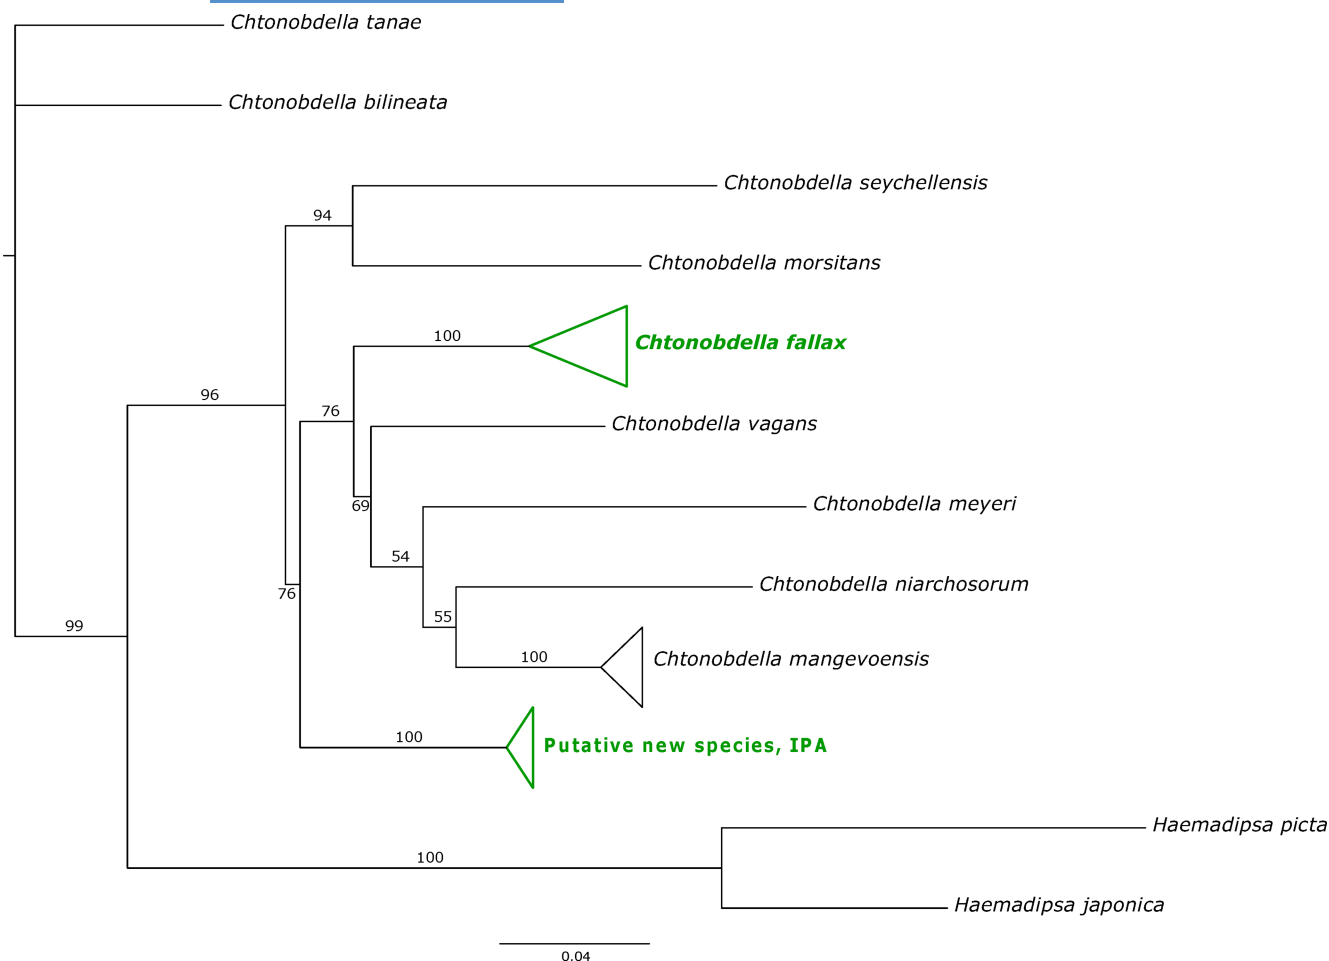 Chtonobdella tanae
Chtonobdella bilineata
Chtonobdella seychellensis
94
Chtonobdella morsitans
100
Chtonobdella fallax
96
76
Chtonobdella vagans
69
Chtonobdella meyeri
54
Chtonobdella niarchosorum
76
55
99
100
Chtonobdella mangevoensis
100
Putative new species, IPA
Haemadipsa picta
100
Haemadipsa japonica
0.04